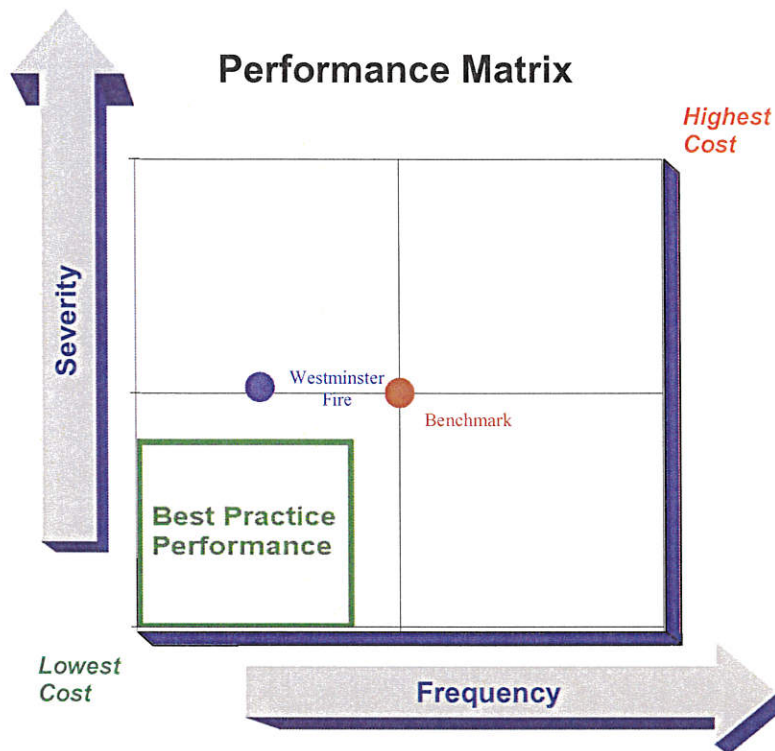 Performance Matrix
Highest
Cost
Severity
Westminster
Fire
Benchmark
Best Practice
Performance
Lowest
Cost
Frequency